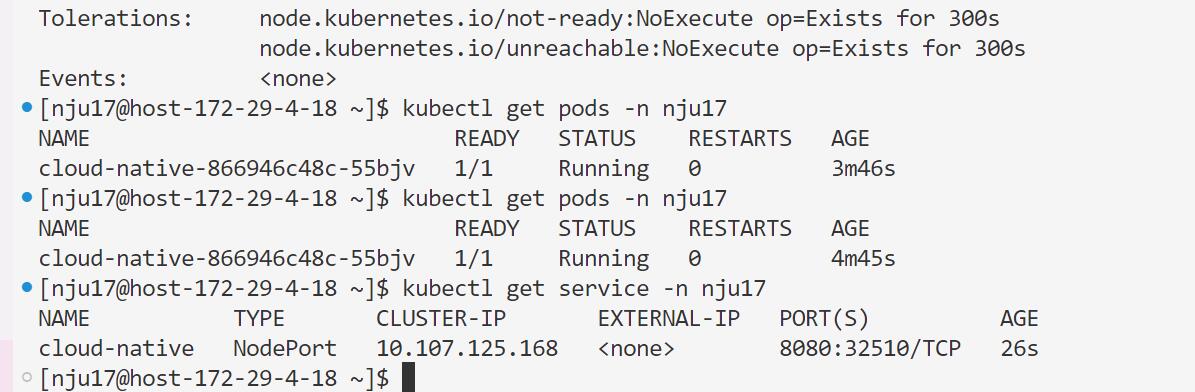 Tolerations: node.kubernetes.io/not-ready:NoExecute op=Exists for 300s
node.kubernetes.io/unreachable:NoExecute op=Exists for 300s
Events: <none>
[nju17@host-172-29-4-18 ~]$ kubectl get pods -n nju17
NAME READY STATUS RESTARTS AGE
cloud-native-866946c48c-55bjv 1/1 Running 0 3m46s
[nju17@host-172-29-4-18 ~]$ kubectl get pods -n nju17
NAME READY STATUS RESTARTS AGE
cloud-native-866946c48c-55bjv 1/1 Running 0 4m45s
[nju17@host-172-29-4-18 ~]$ kubectl get service -n nju17
NAME TYPE CLUSTER-IP EXTERNAL-IP PORT(S) AGE
cloud-native NodePort 10.107.125.168 <none> 8080:32510/TCP 26s
[nju17@host-172-29-4-18 ~]$